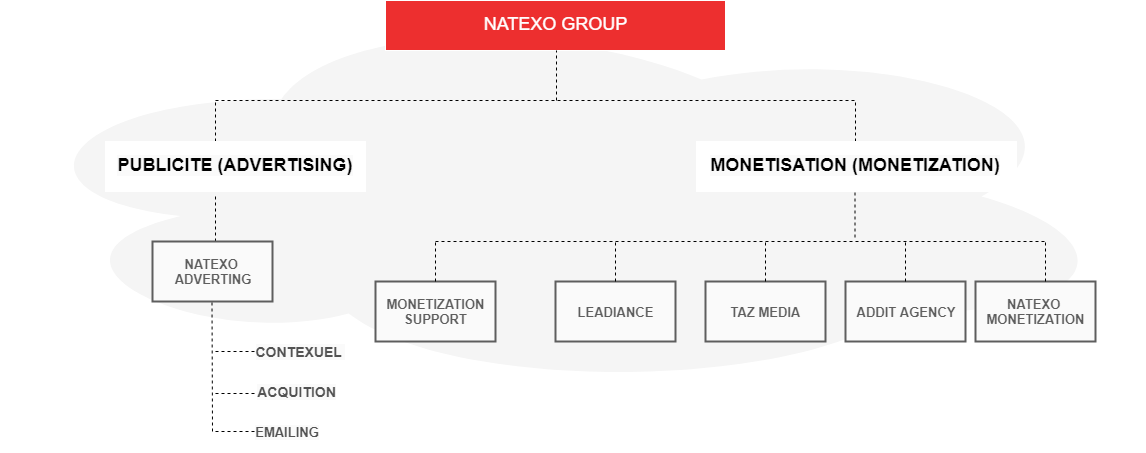 NATEXO GROUP
PUBLICITE (ADVERTISING)
MONETISATION (MONETIZATION)
NATEXO
ADVERTING
MONETIZATION
SUPPORT
LEADIANCE
TAZ MEDIA
ADDIT AGENCY
NATEXO
MONETIZATION
CONTEXUEL
ACQUITION
EMAILING